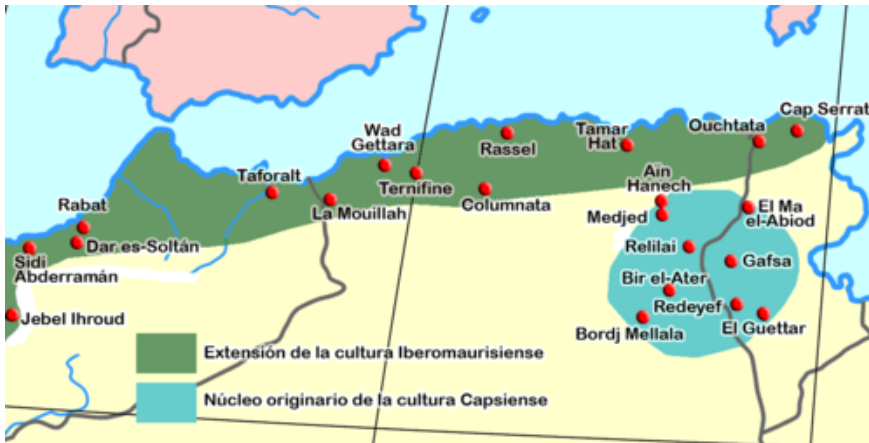 Cap Serrat
Ouchtata
Tamar
Hat
Wad
Gettara
Rassel
Ternifine
Taforalt
Aïn
Hanech
La Mouillah
Columnata
Medjed
El Ma
el-Abiod
Rabat
Dar es-Soltán
Sidi
Abderramán
Relilai
Gafsa
Bir el-Ater
Redeyef
Jebel Ihroud
Bordj Mellala
El Guettar
Extensión de la cultura Iberomaurisiense
Núcleo originario de la cultura Capsiense